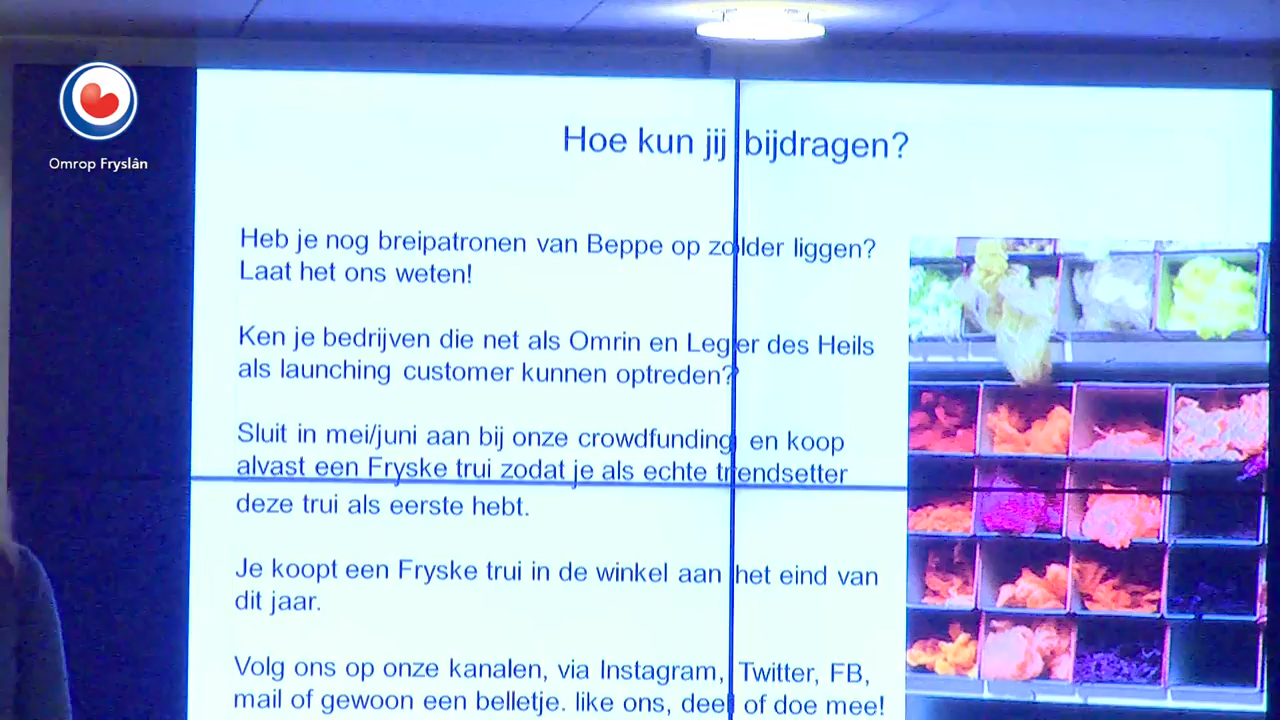 Omrop Fryslân
Hoe kun jij bijdragen?
Heb je nog breipatronen van Beppe op zolder liggen?
Laat het ons weten!
Ken je bedrijven die net als Omrin en Leger des Heils
als launching customer kunnen optreden?
Sluit in mei/juni aan bij onze crowdfunding en koop
alvast een Fryske trui zodat je als echte trendsetter
deze trui als eerste hebt.
Je koopt een Fryske trui in de winkel aan het eind van
dit jaar.
Volg ons op onze kanalen, via Instagram, Twitter, FB,
mail of gewoon een belletje. like ons, deel of doe mee!